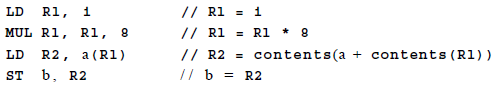 LD R1, i // R1 = i
MUL R1, R1, 8 // R1 = R1 * 8
LD R2, a(R1) // R2 = contents(a + contents(R1))
ST b, R2 // b = R2